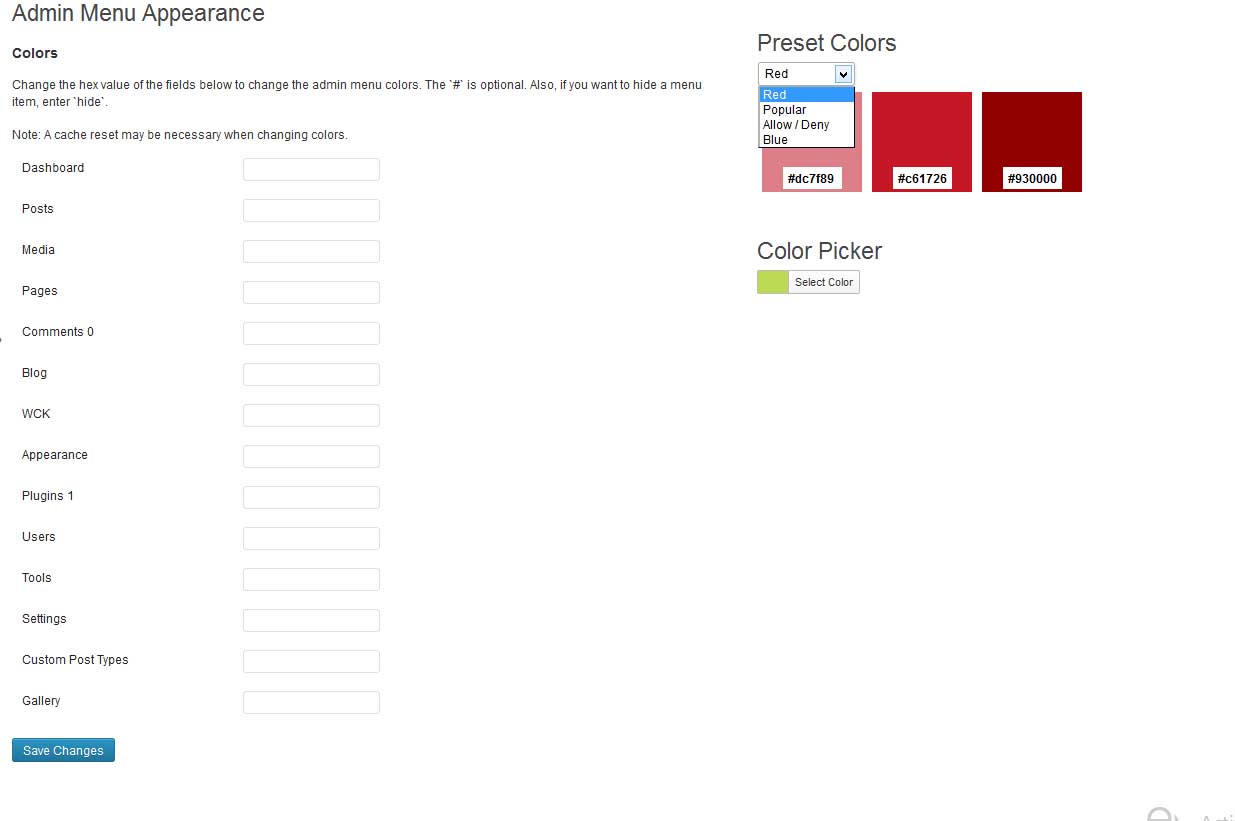 Admin Menu Appearance
Colors
Change the hex value of the fields below to change the admin menu colors. The `#` is optional. Also, if you want to hide a menu
item, enter `hide`.
Note: A cache reset may be necessary when changing colors.
Dashboard
Posts
Media
Pages
Comments 0
Blog
WCK
Appearance
Plugins 1
Users
Tools
Settings
Custom Post Types
Gallery
Save Changes
Preset Colors
Red
Red
Popular
Allow / Deny
Blue
#dc7f89
#c61726
#930000
Color Picker
Select Color